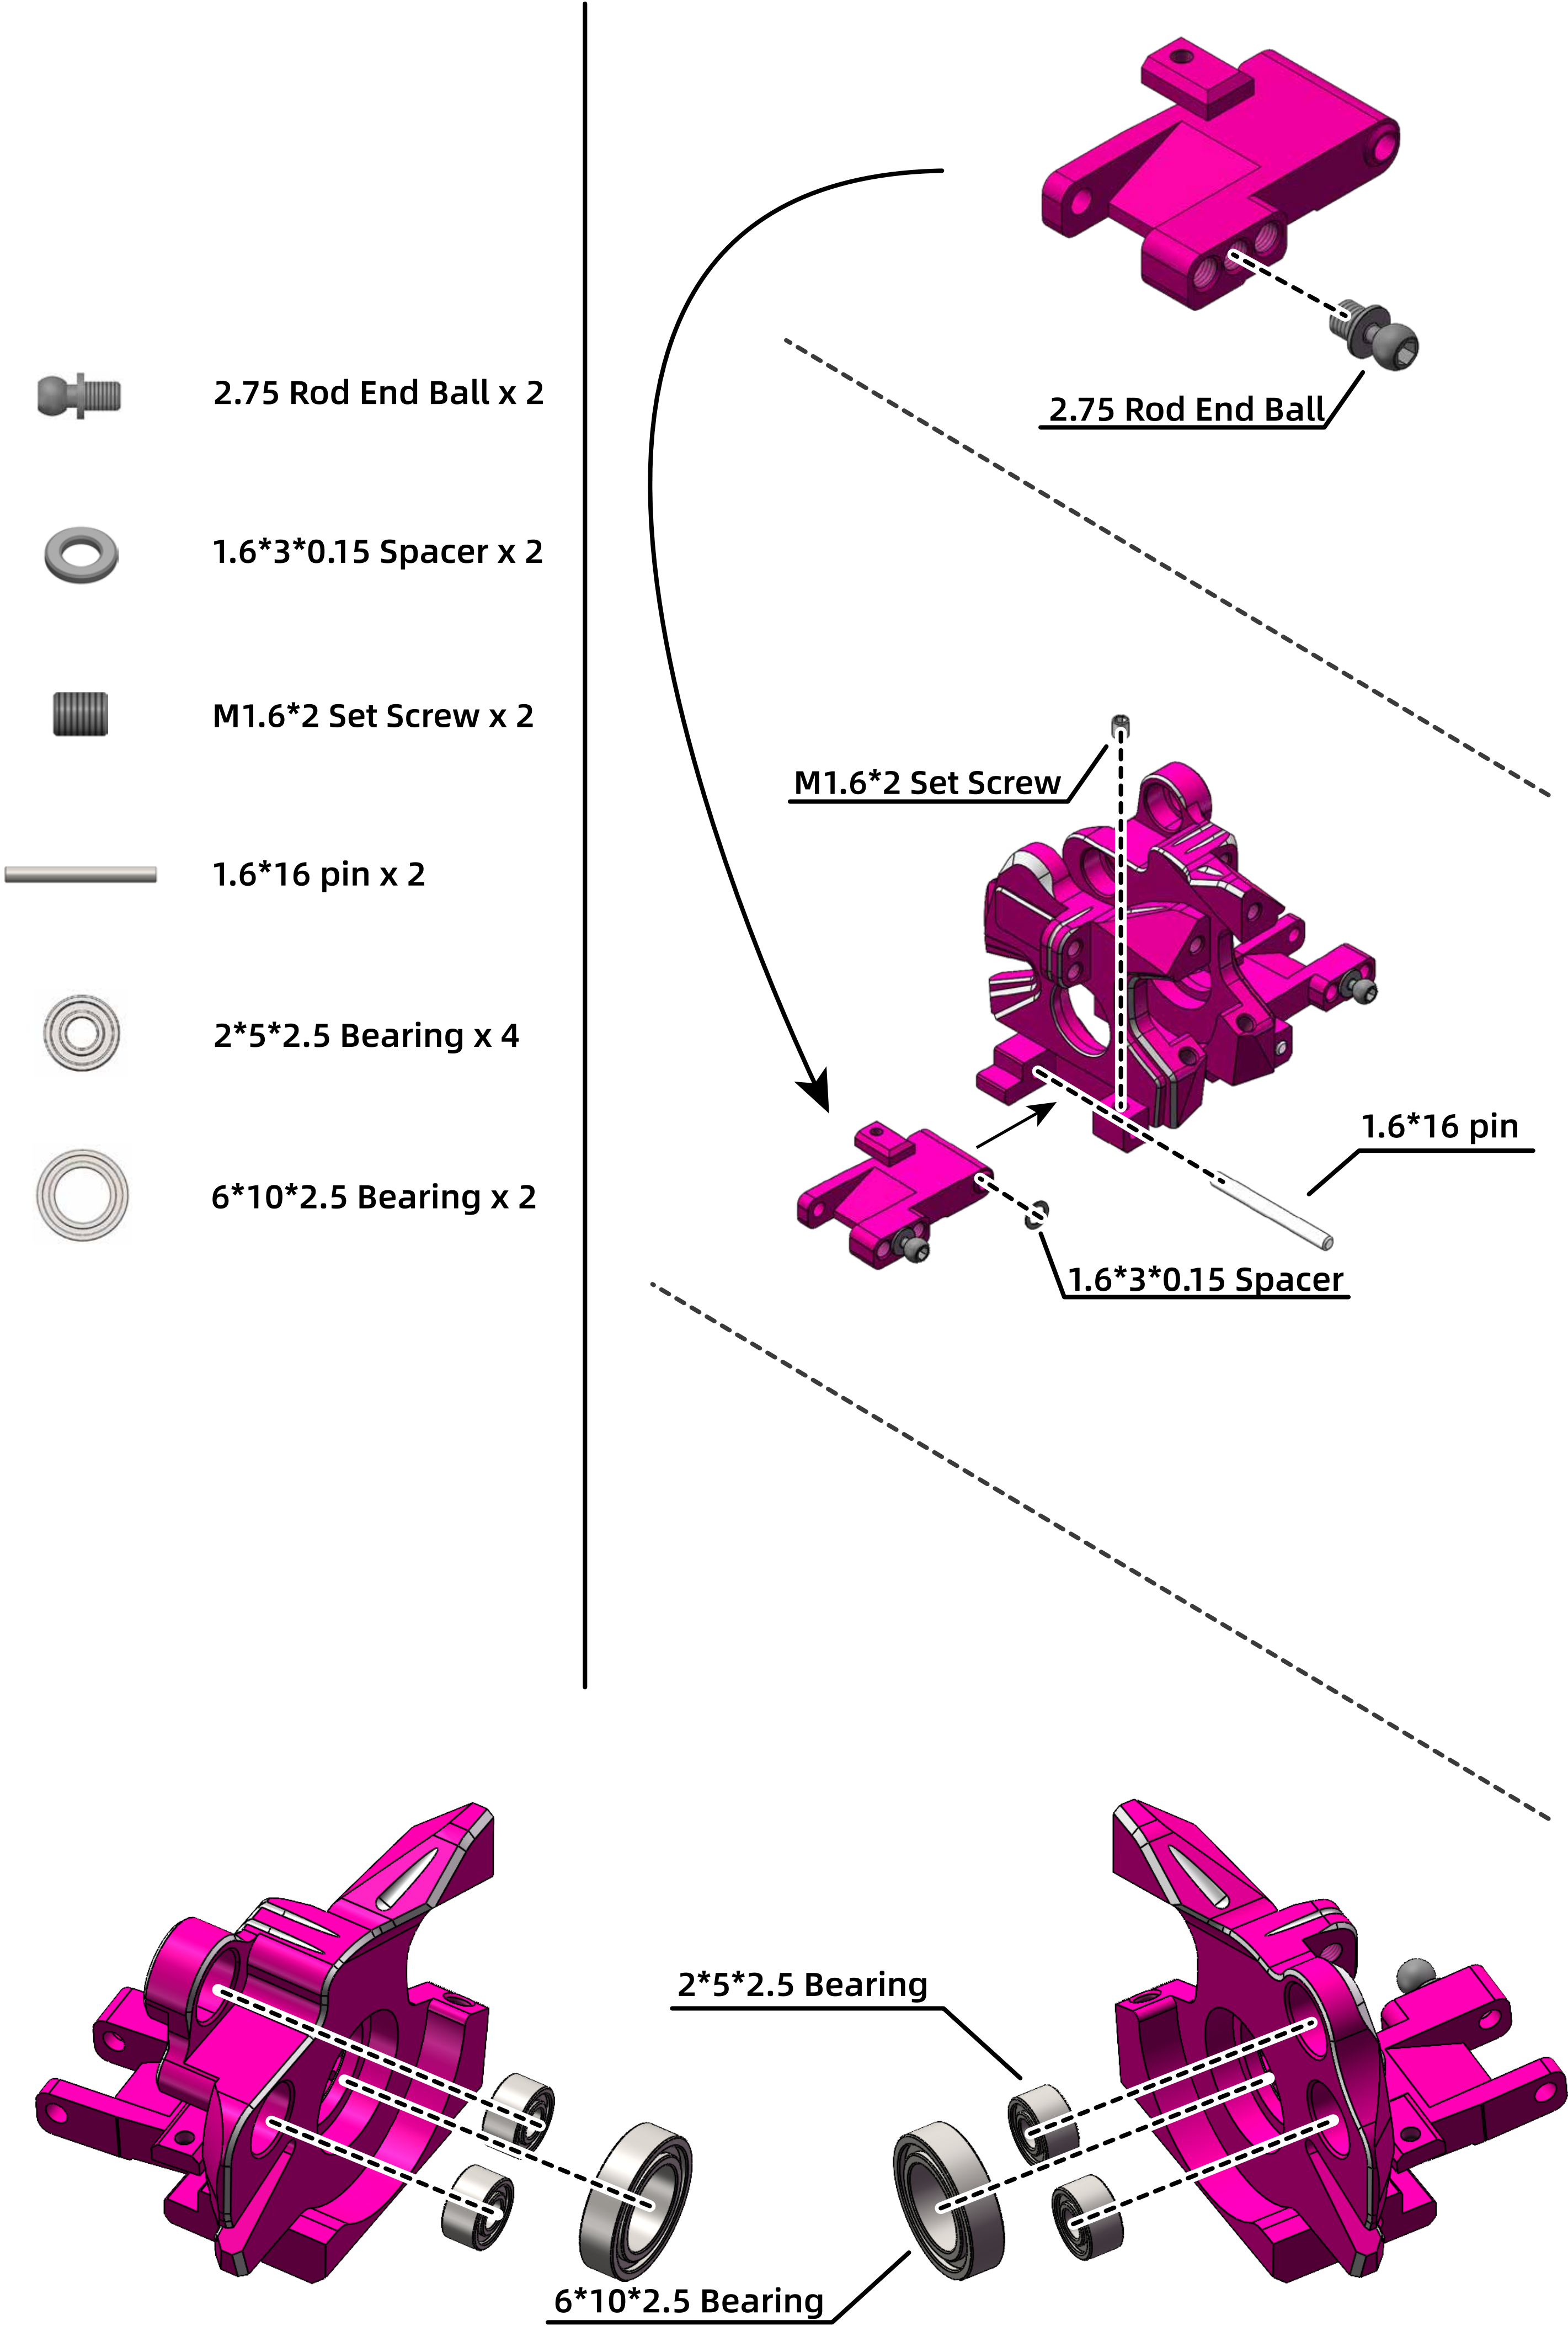 2.75 Rod End Ball x 2
1.6*3*0.15 Spacer x 2
M1.6*2 Set Screw x 2
1.6*16 pin x 2
2*5*2.5 Bearing x 4
6*10*2.5 Bearing x 2
2.75 Rod End Ball
M1.6*2 Set Screw
1.6*16 pin
1.6*3*0.15 Spacer
2*5*2.5 Bearing
6*10*2.5 Bearing